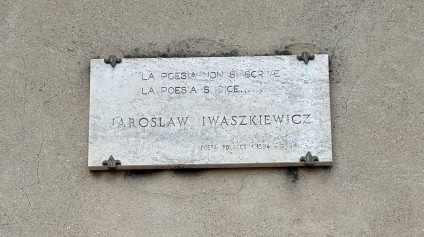 "LA POESIA NON SI SCRIVE
LA POESIA SI DICE......
JAROSLAW IWASZKIEWICZ
POETA POLACCO